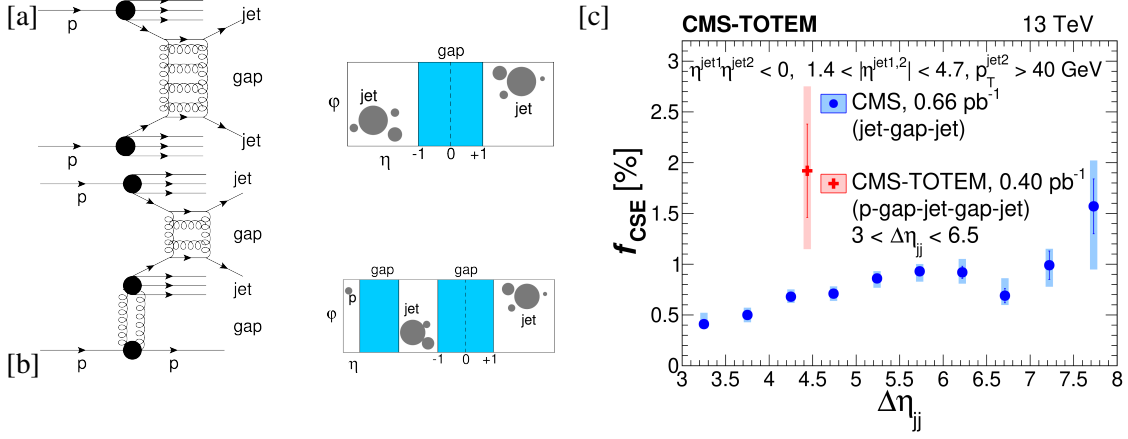 [a]
p
jet
gap
jet
p
gap
φ
jet
jet
η
-1
0
+1
p
jet
gap
jet
gap
p
p
[b]
gap
gap
p
φ
jet
jet
η
-1
0
+1
[c]
CMS-TOTEM
13 TeV
η^jet1 η^jet2 < 0, 1.4 < |η^jet1,2| < 4.7, p_T^jet2 > 40 GeV
CMS, 0.66 pb⁻¹
(jet-gap-jet)
CMS-TOTEM, 0.40 pb⁻¹
(p-gap-jet-gap-jet)
3 < Δη_jj < 6.5
f_CSE [%]
3
2.5
2
1.5
1
0.5
0
3
3.5
4
4.5
5
5.5
6
6.5
7
7.5
8
Δη_jj